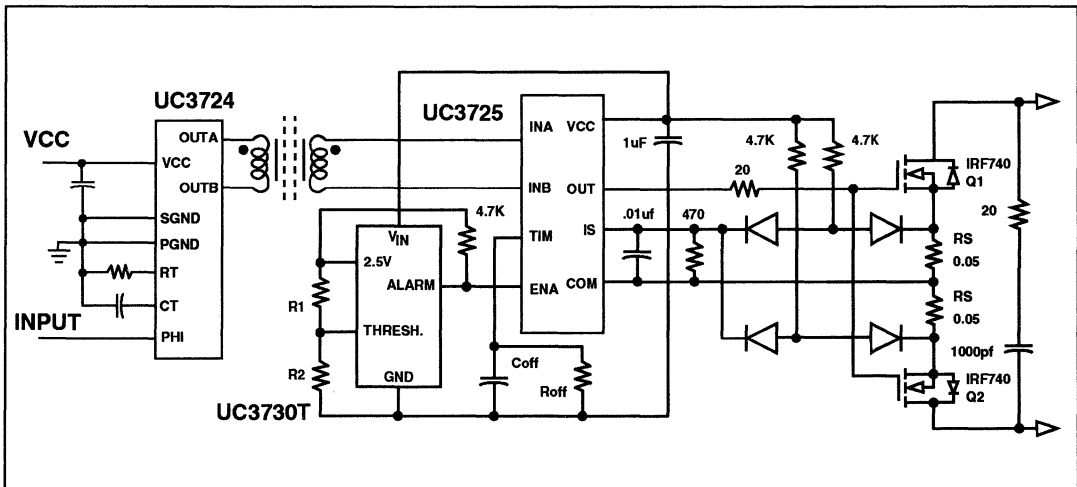 UC3724
VCC
OUTA
VCC
OUTB
SGND
PGND
RT
CT
INPUT
PHI
UC3725
INA
VCC
INB
OUT
TIM
IS
ENA
COM
1uF
4.7K
4.7K
20
.01uf
470
4.7K
VIN
2.5V
ALARM
THRESH.
GND
R1
R2
UC3730T
Coff
Roff
IRF740
Q1
20
RS
0.05
RS
0.05
1000pf
IRF740
Q2